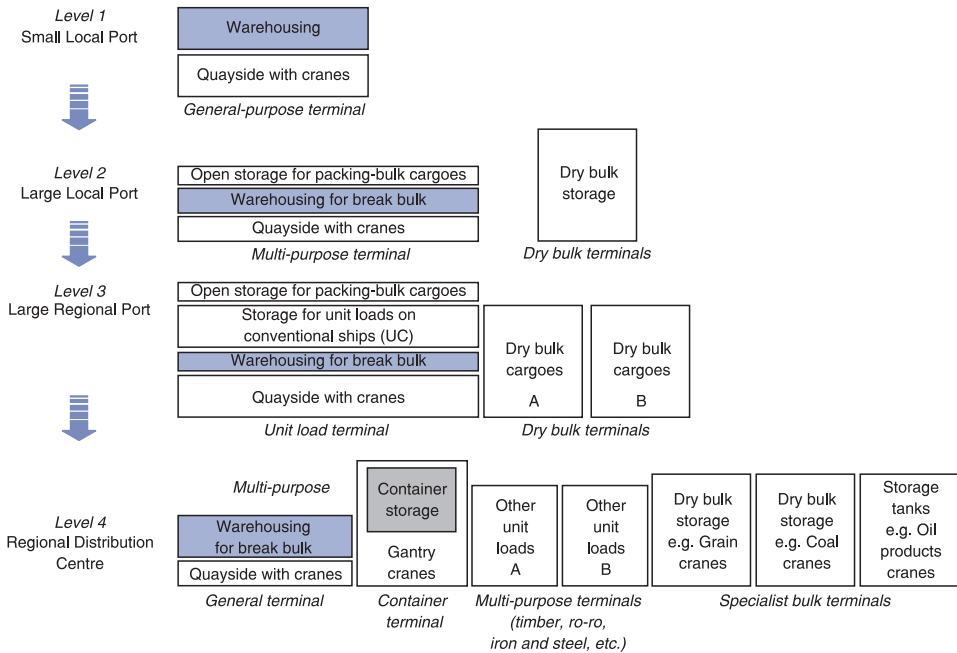 Level 1
Small Local Port
Warehousing
Quayside with cranes
General-purpose terminal
Level 2
Large Local Port
Open storage for packing-bulk cargoes
Warehousing for break bulk
Quayside with cranes
Multi-purpose terminal
Dry bulk
storage
Dry bulk terminals
Level 3
Large Regional Port
Open storage for packing-bulk cargoes
Storage for unit loads on
conventional ships (UC)
Warehousing for break bulk
Quayside with cranes
Unit load terminal
Dry bulk
cargoes
A
Dry bulk
cargoes
B
Dry bulk terminals
Level 4
Regional Distribution
Centre
Multi-purpose
Warehousing
for break bulk
Quayside with cranes
General terminal
Container
storage
Gantry
cranes
Container
terminal
Other
unit
loads
A
Other
unit
loads
B
Multi-purpose terminals
(timber, ro-ro,
iron and steel, etc.)
Dry bulk
storage
e.g. Grain
cranes
Dry bulk
storage
e.g. Coal
cranes
Storage
tanks
e.g. Oil
products
cranes
Specialist bulk terminals